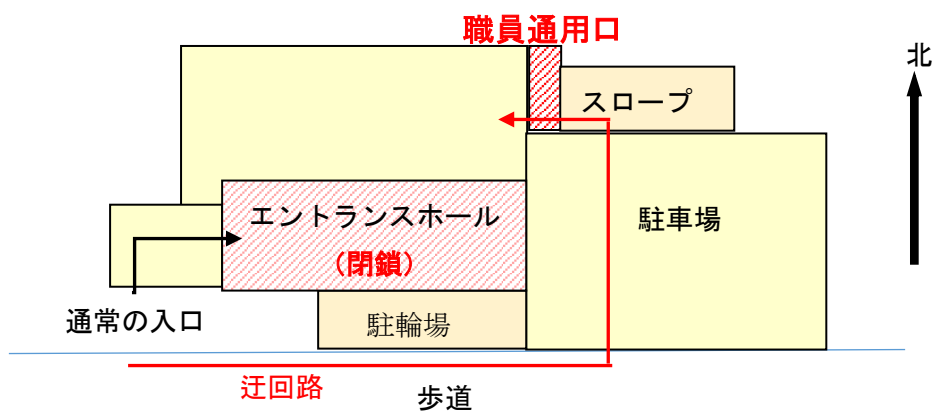 職員通用口
北
スロープ
エントランスホール
(閉鎖)
駐車場
通常の入口
駐輪場
迂回路
歩道